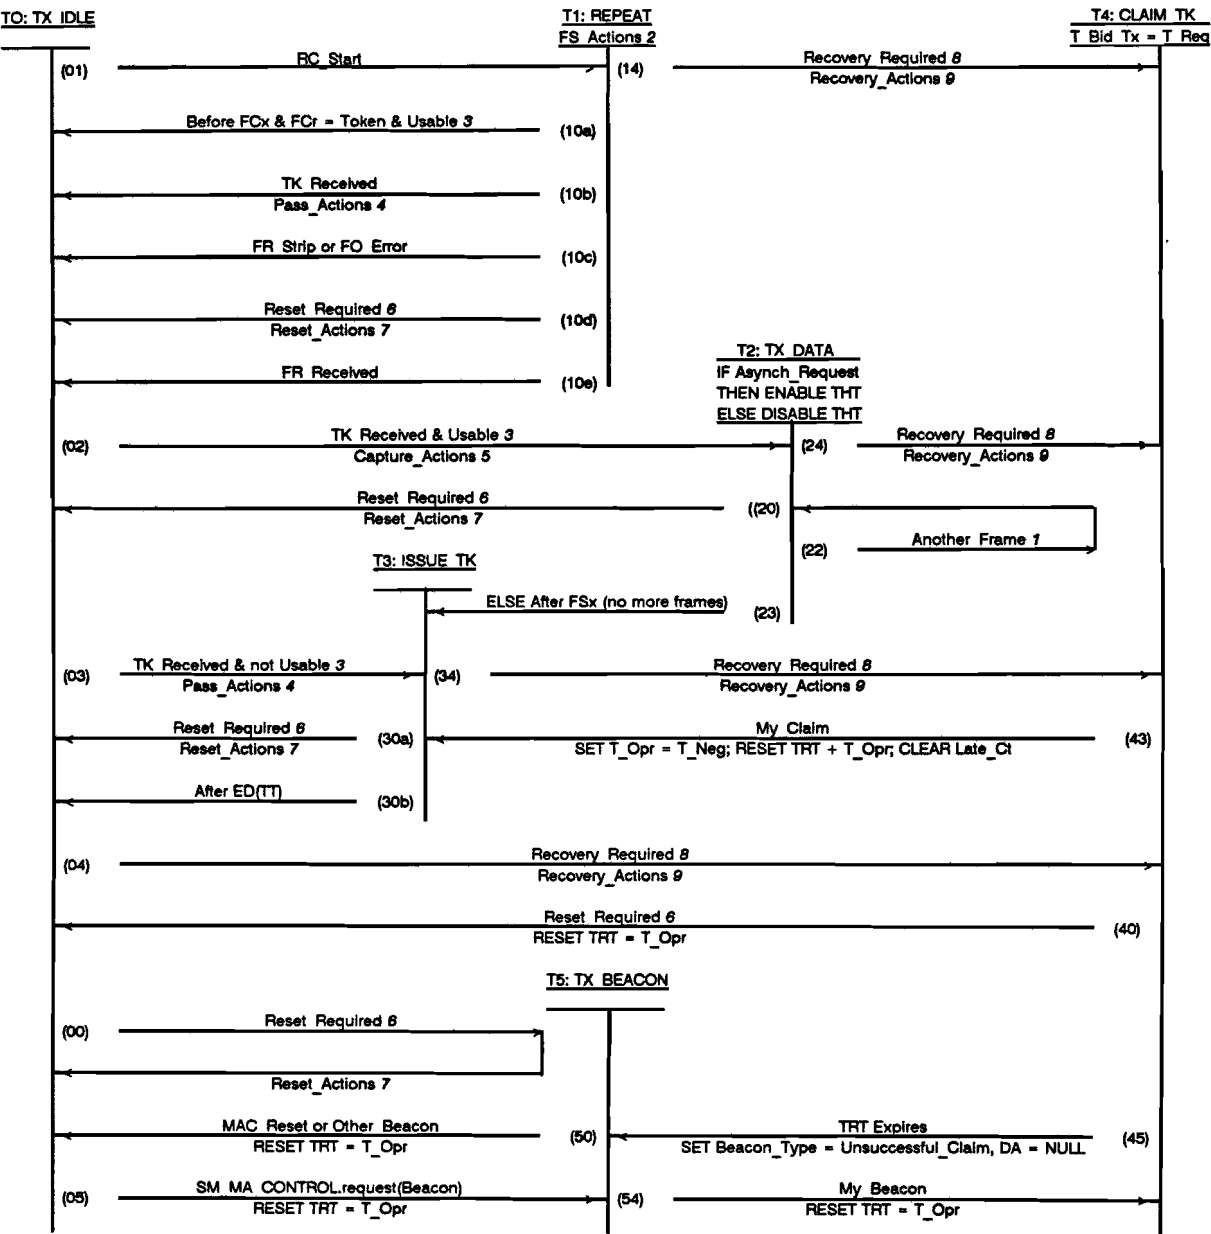 TO: TX IDLE
T1: REPEAT
FS_Actions 2
T4: CLAIM_TK
T_Bid_Tx = T_Req
(01)
RC_Start
(14)
Recovery_Required 8
Recovery_Actions 9
Before FCx & FCr = Token & Usable 3
(10a)
TK_Received
Pass_Actions 4
(10b)
FR_Strip or FO_Error
(10c)
Reset_Required 6
Reset_Actions 7
(10d)
FR_Received
(10e)
T2: TX_DATA
IF Asynch_Request
THEN ENABLE THT
ELSE DISABLE THT
(02)
TK_Received & Usable 3
Capture_Actions 5
(24)
Recovery_Required 8
Recovery_Actions 9
Reset_Required 6
Reset_Actions 7
((20)
(22)
Another_Frame 1
T3: ISSUE_TK
ELSE After FSx (no more frames)
(23)
(03)
TK_Received & not Usable 3
Pass_Actions 4
(34)
Recovery_Required 8
Recovery_Actions 9
Reset_Required 6
Reset_Actions 7
(30a)
My_Claim
SET T_Opr = T_Neg; RESET TRT + T_Opr; CLEAR Late_Ct
(43)
After ED(TT)
(30b)
(04)
Recovery_Required 8
Recovery_Actions 9
Reset_Required 6
RESET TRT = T_Opr
(40)
T5: TX_BEACON
(00)
Reset_Required 6
Reset_Actions 7
MAC_Reset or Other_Beacon
RESET TRT = T_Opr
(50)
TRT Expires
SET Beacon_Type = Unsuccessful_Claim, DA = NULL
(45)
(05)
SM_MA_CONTROL.request(Beacon)
RESET TRT = T_Opr
(54)
My_Beacon
RESET TRT = T_Opr